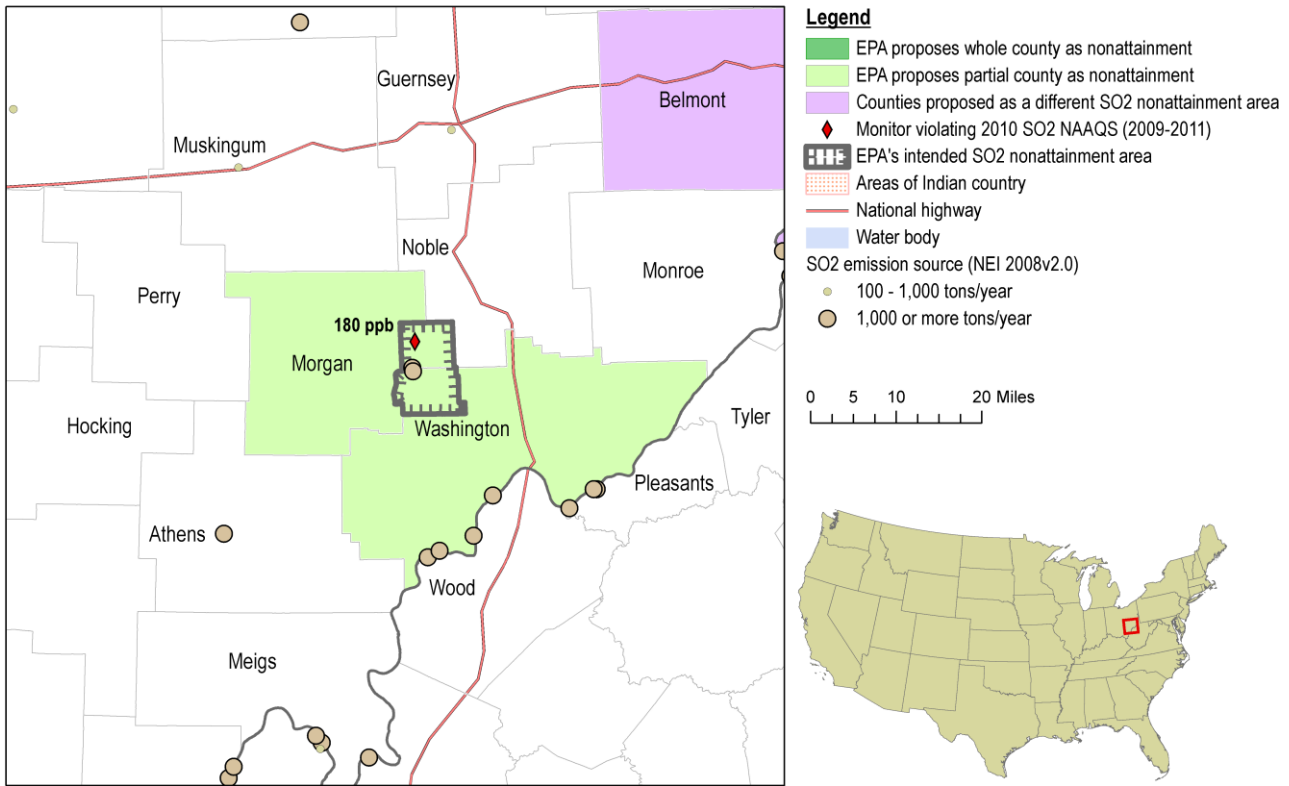 Guernsey
Belmont
Muskingum
Noble
Monroe
Perry
180 ppb
Morgan
Tyler
Hocking
Washington
Pleasants
Athens
Wood
Meigs
Legend
EPA proposes whole county as nonattainment
EPA proposes partial county as nonattainment
Counties proposed as a different SO2 nonattainment area
Monitor violating 2010 SO2 NAAQS (2009-2011)
EPA's intended SO2 nonattainment area
Areas of Indian country
National highway
Water body
SO2 emission source (NEI 2008v2.0)
100 - 1,000 tons/year
1,000 or more tons/year
0 5 10 20 Miles